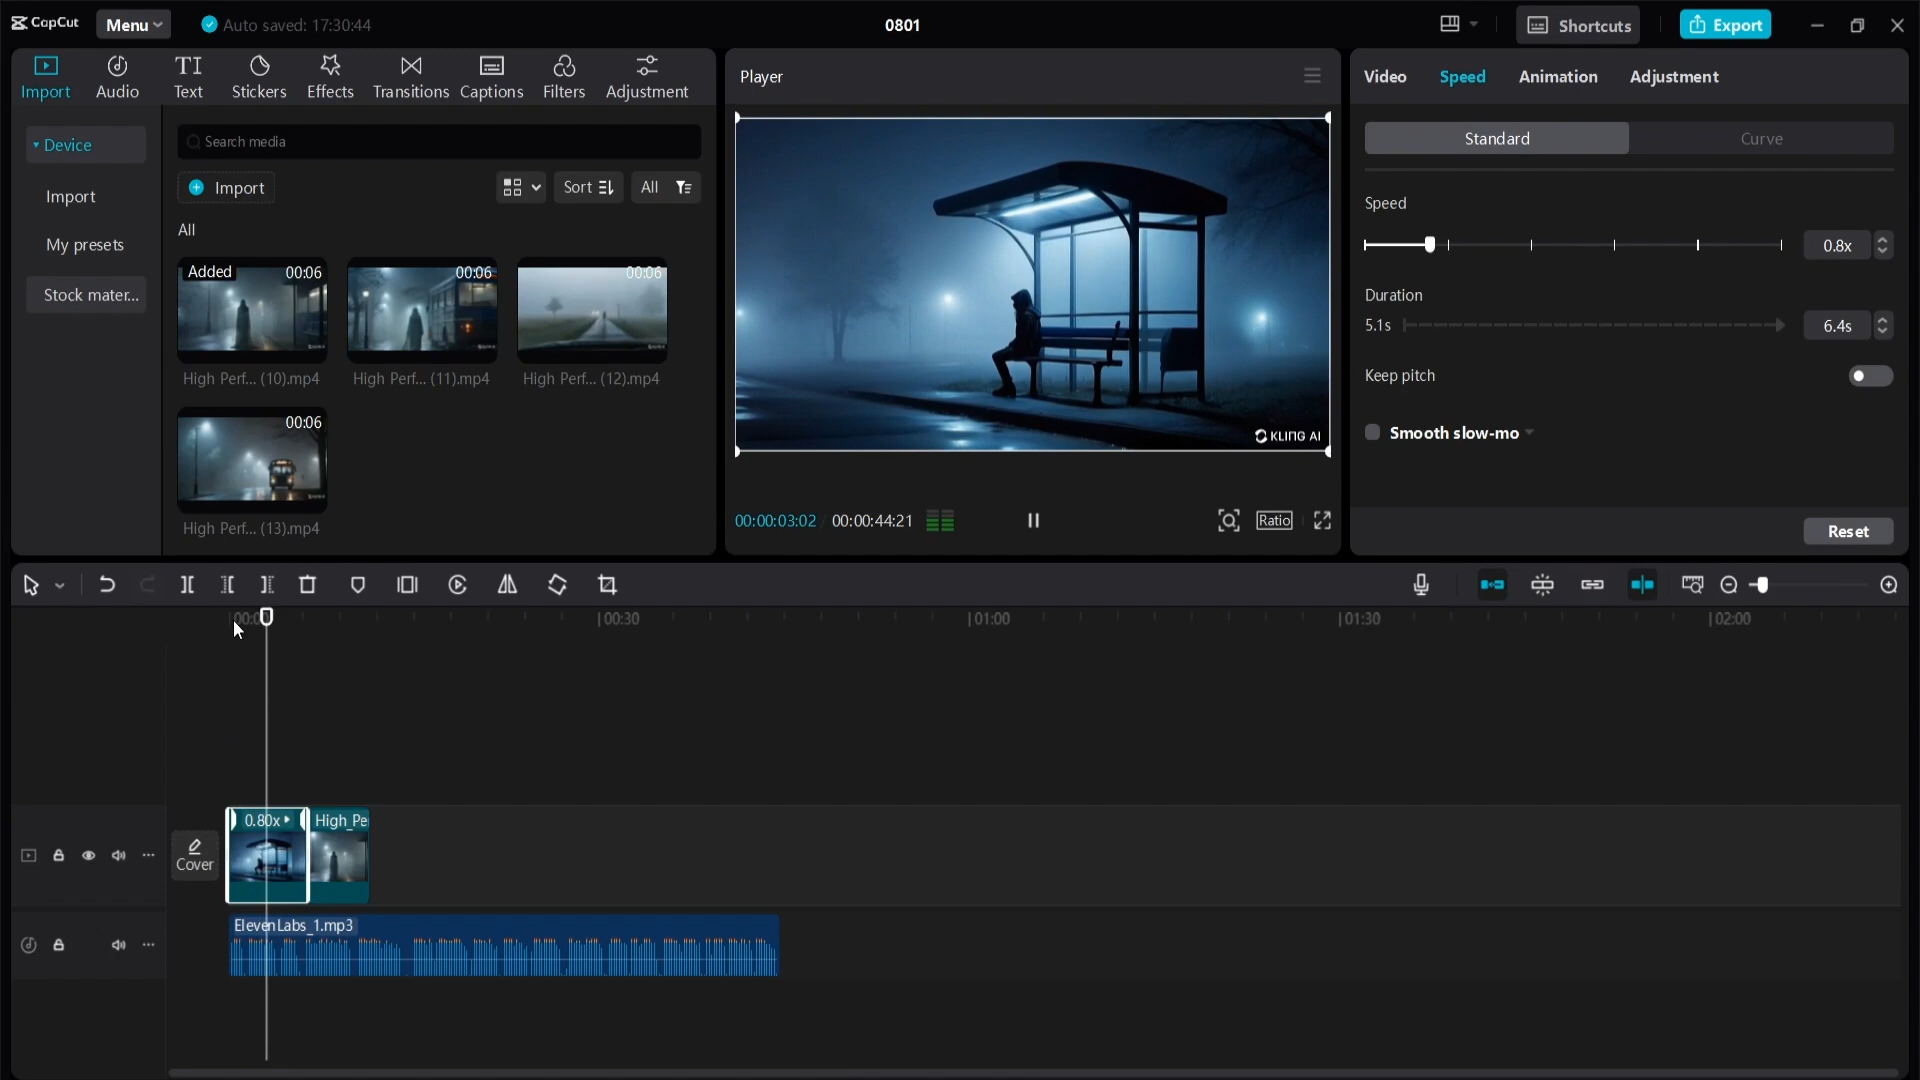 CapCut
Menu
Auto saved: 17:30:44
0801
Shortcuts
Export
Import
Audio
TI
Text
Stickers
Effects
Transitions
Captions
Filters
Adjustment
Device
Import
My presets
Stock mater...
Search media
Import
Sort
All
All
Added
00:06
High Perf... (10).mp4
00:06
High Perf... (11).mp4
00:06
High Perf... (12).mp4
00:06
High Perf... (13).mp4
Player
KLING AI
00:00:03:02
00:00:44:21
Ratio
Video
Speed
Animation
Adjustment
Standard
Curve
Speed
0.8x
Duration
5.1s
6.4s
Keep pitch
Smooth slow-mo
Reset
00:30
01:00
01:30
02:00
Cover
0.80x
High_Pe
ElevenLabs_1.mp3